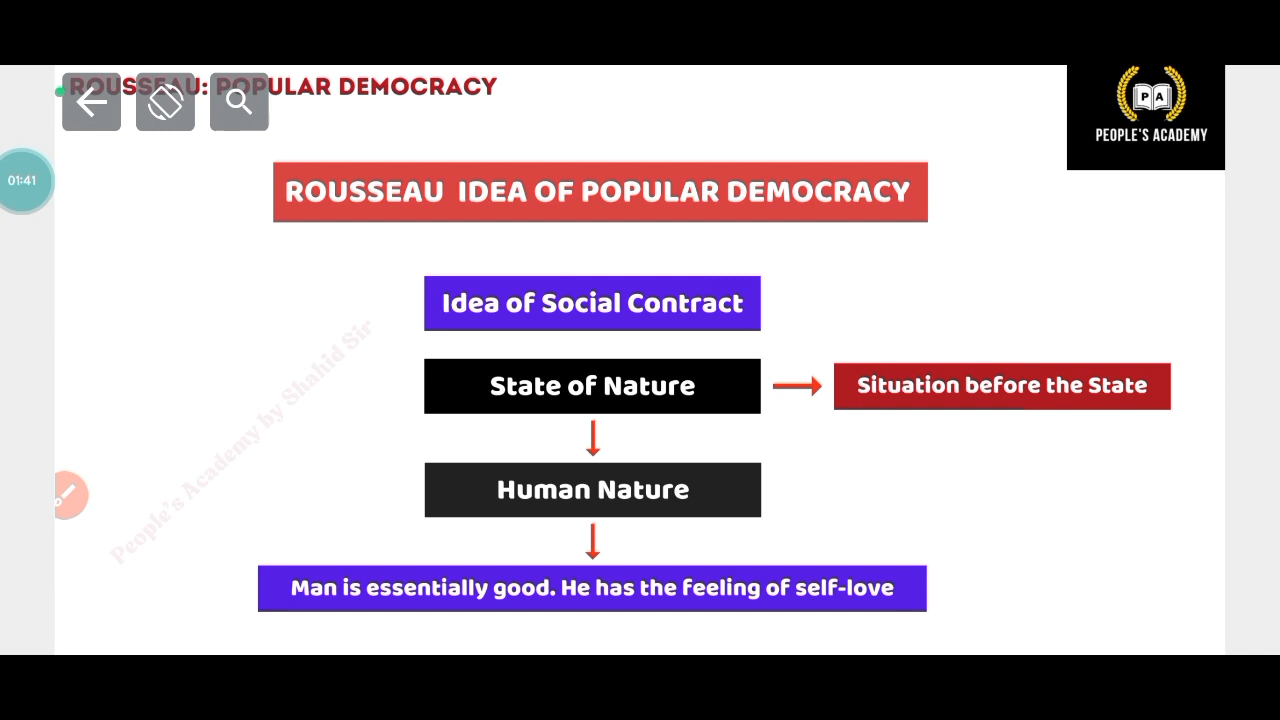 ROUSSEAU: POPULAR DEMOCRACY
P A
PEOPLE'S ACADEMY
01:41
ROUSSEAU IDEA OF POPULAR DEMOCRACY
Idea of Social Contract
State of Nature
Situation before the State
Human Nature
Man is essentially good. He has the feeling of self-love
People's Academy by Shahid Sir